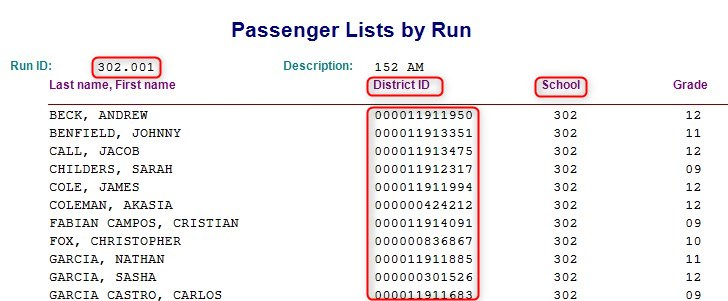 Passenger Lists by Run
Run ID: 302.001 Description: 152 AM
Last name, First name District ID School Grade
BECK, ANDREW 000011911950 302 12
BENFIELD, JOHNNY 000011913351 302 11
CALL, JACOB 000011913475 302 12
CHILDERS, SARAH 000011912317 302 09
COLE, JAMES 000011911994 302 12
COLEMAN, AKASIA 000000424212 302 12
FABIAN CAMPOS, CRISTIAN 000011914091 302 09
FOX, CHRISTOPHER 000000836867 302 10
GARCIA, NATHAN 000011911885 302 11
GARCIA, SASHA 000000301526 302 12
GARCIA CASTRO, CARLOS 000011911683 302 09